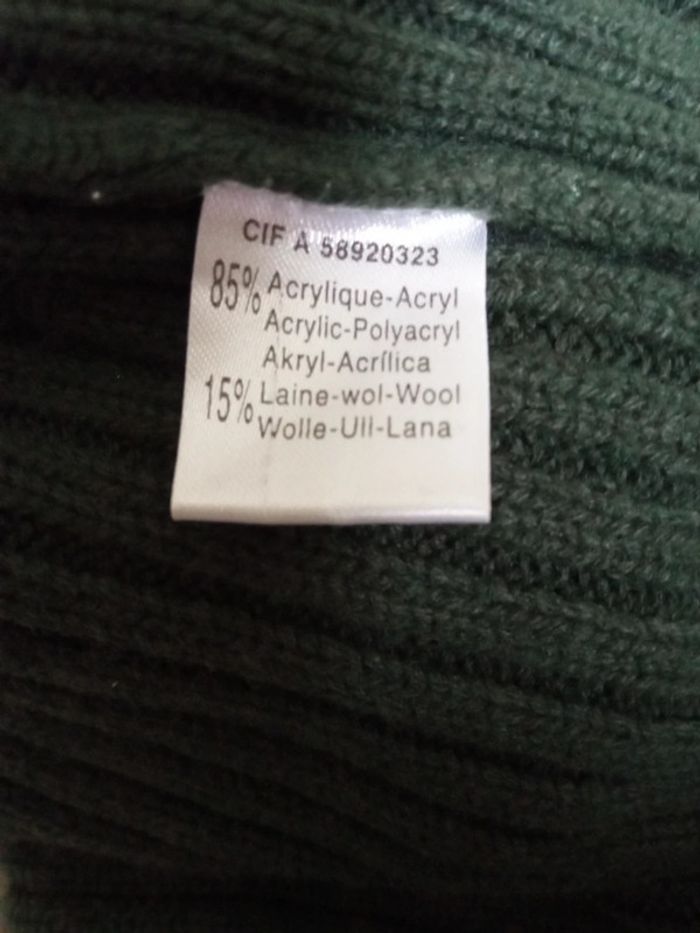 CIF A 58920323
85% Acrylique-Acryl
Acrylic-Polyacryl
Akryl-Acrílica
15% Laine-wol-Wool
Wolle-Ull-Lana